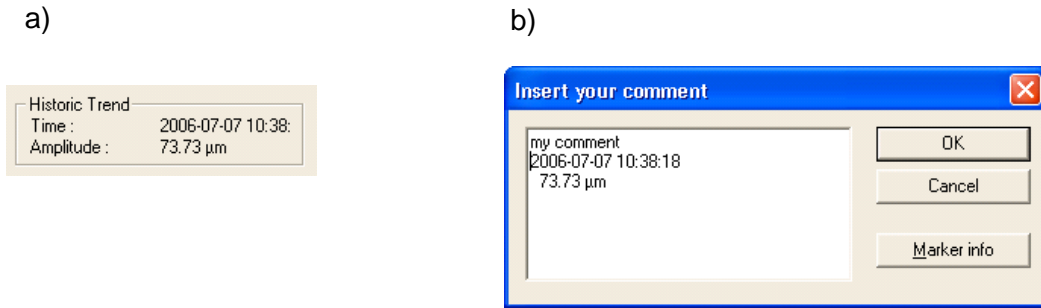 a)
b)
Historic Trend
Time : 2006-07-07 10:38:
Amplitude : 73.73 µm
Insert your comment
my comment
2006-07-07 10:38:18
73.73 µm
OK
Cancel
Marker info